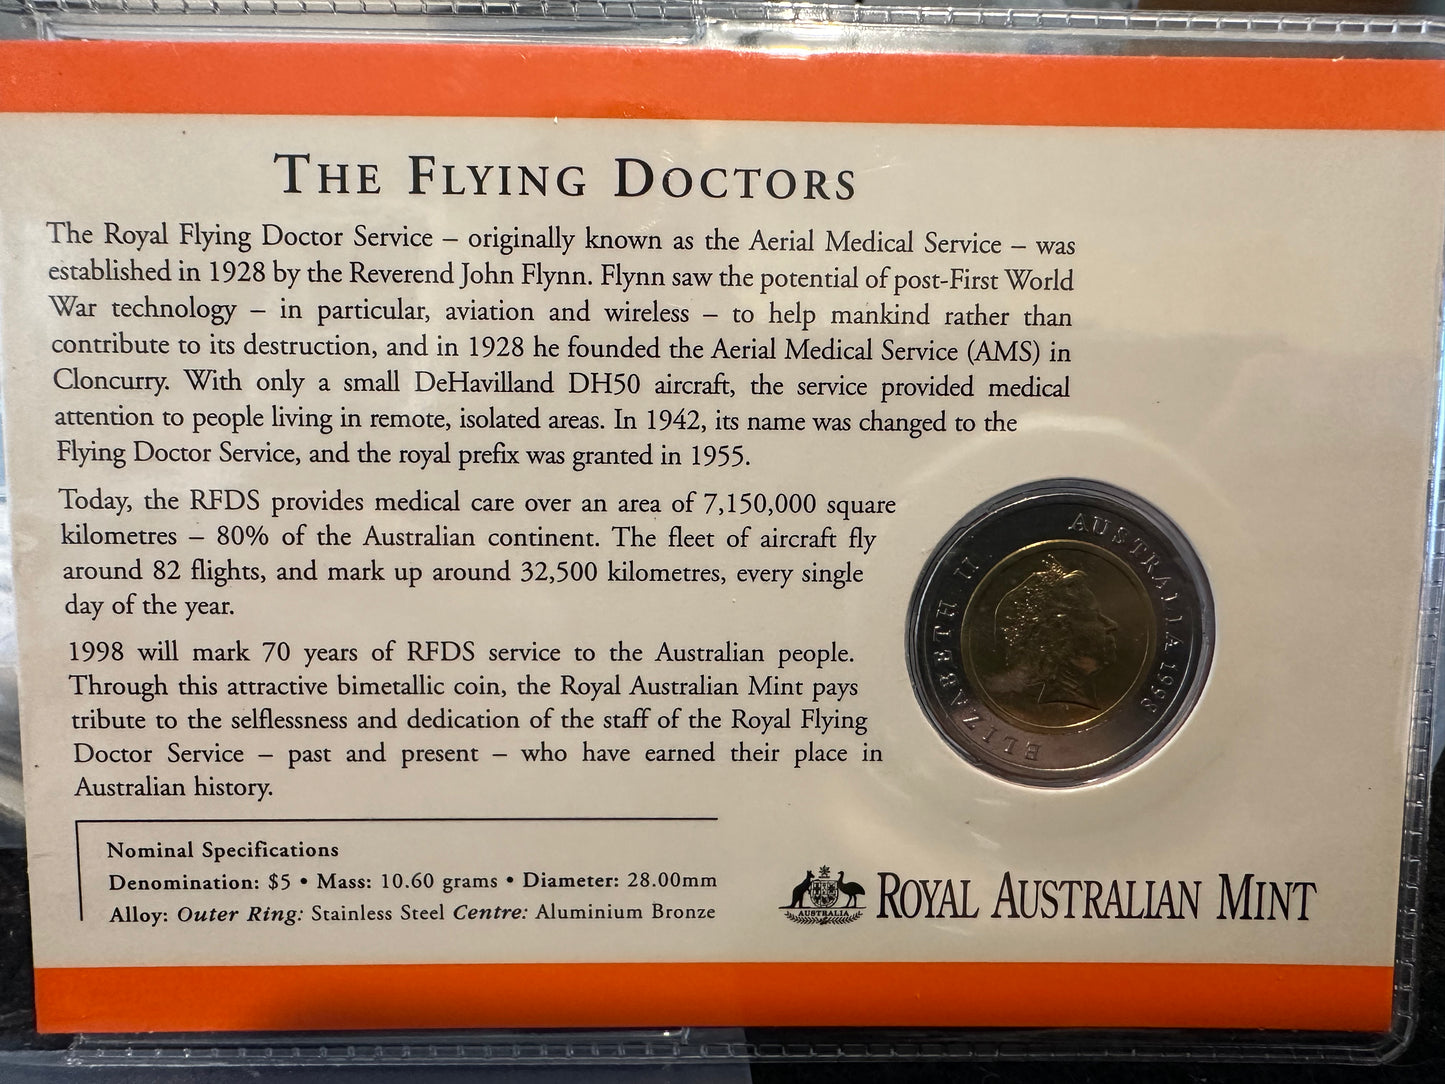 THE FLYING DOCTORS
The Royal Flying Doctor Service – originally known as the Aerial Medical Service – was
established in 1928 by the Reverend John Flynn. Flynn saw the potential of post-First World
War technology – in particular, aviation and wireless – to help mankind rather than
contribute to its destruction, and in 1928 he founded the Aerial Medical Service (AMS) in
Cloncurry. With only a small DeHavilland DH50 aircraft, the service provided medical
attention to people living in remote, isolated areas. In 1942, its name was changed to the
Flying Doctor Service, and the royal prefix was granted in 1955.
Today, the RFDS provides medical care over an area of 7,150,000 square
kilometres – 80% of the Australian continent. The fleet of aircraft fly
around 82 flights, and mark up around 32,500 kilometres, every single
day of the year.
1998 will mark 70 years of RFDS service to the Australian people.
Through this attractive bimetallic coin, the Royal Australian Mint pays
tribute to the selflessness and dedication of the staff of the Royal Flying
Doctor Service – past and present – who have earned their place in
Australian history.
ELIZABETH II AUSTRALIA 1998
Nominal Specifications
Denomination: $5 • Mass: 10.60 grams • Diameter: 28.00mm
Alloy: Outer Ring: Stainless Steel Centre: Aluminium Bronze
AUSTRALIA
ROYAL AUSTRALIAN MINT